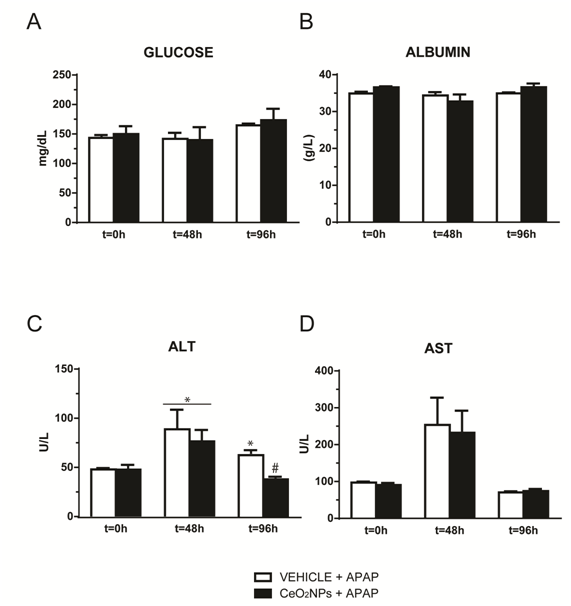 A
GLUCOSE
250
200
150
100
50
0
mg/dL
t=0h t=48h t=96h
B
ALBUMIN
40
30
20
10
0
(g/L)
t=0h t=48h t=96h
C
ALT
150
100
50
0
U/L
*
*
#
t=0h t=48h t=96h
D
AST
400
300
200
100
0
U/L
t=0h t=48h t=96h
VEHICLE + APAP
CeO₂NPs + APAP